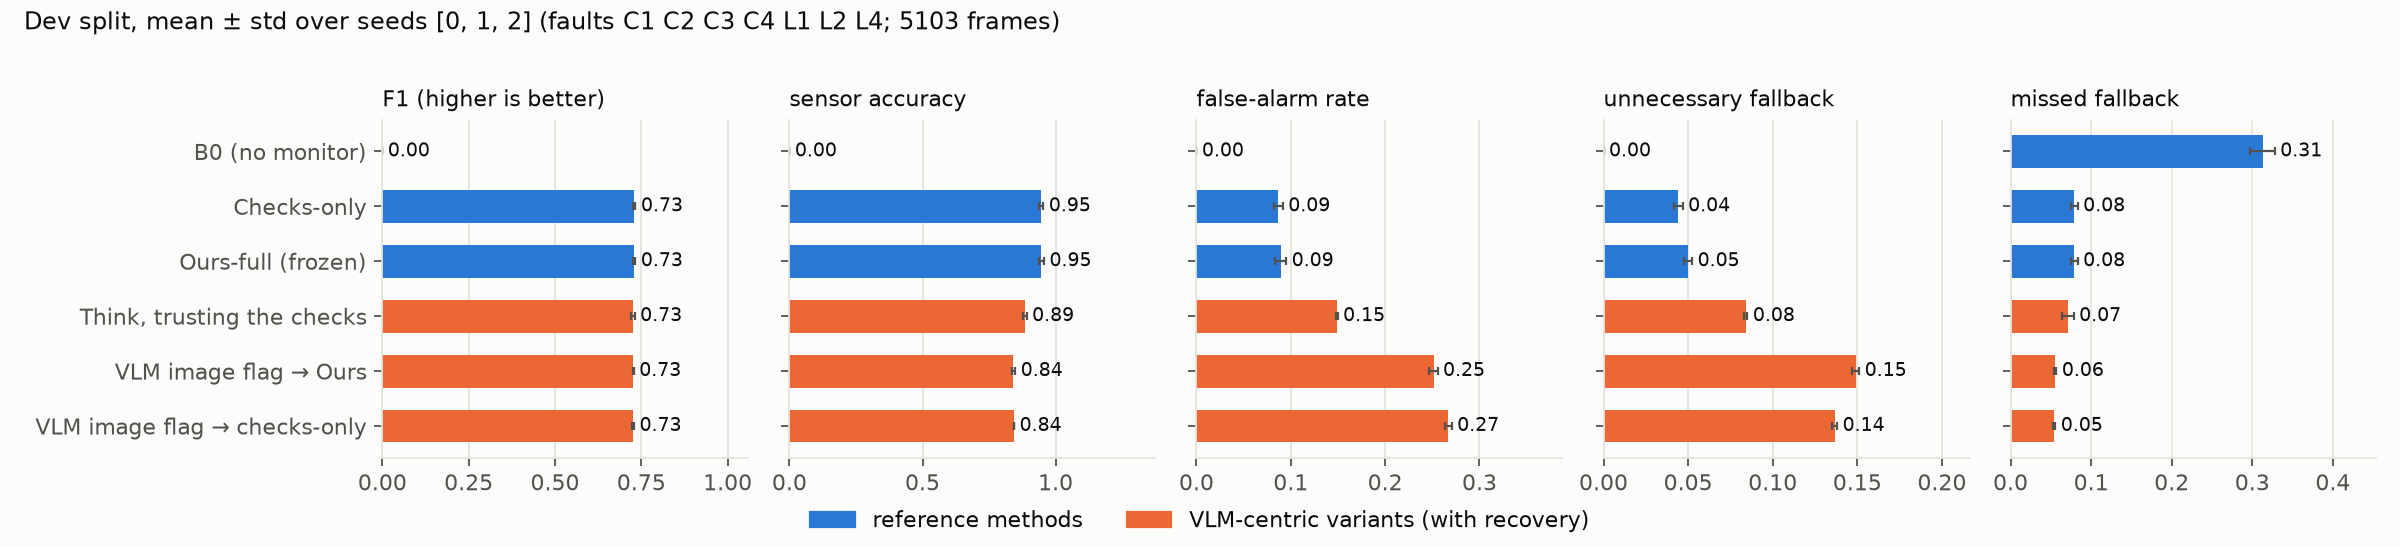 Dev split, mean ± std over seeds [0, 1, 2] (faults C1 C2 C3 C4 L1 L2 L4; 5103 frames)
F1 (higher is better) sensor accuracy false-alarm rate unnecessary fallback missed fallback
B0 (no monitor) 0.00 0.00 0.00 0.00 0.31
Checks-only 0.73 0.95 0.09 0.04 0.08
Ours-full (frozen) 0.73 0.95 0.09 0.05 0.08
Think, trusting the checks 0.73 0.89 0.15 0.08 0.07
VLM image flag → Ours 0.73 0.84 0.25 0.15 0.06
VLM image flag → checks-only 0.73 0.84 0.27 0.14 0.05
0.00 0.25 0.50 0.75 1.00 0.0 0.5 1.0 0.0 0.1 0.2 0.3 0.00 0.05 0.10 0.15 0.20 0.0 0.1 0.2 0.3 0.4
reference methods VLM-centric variants (with recovery)